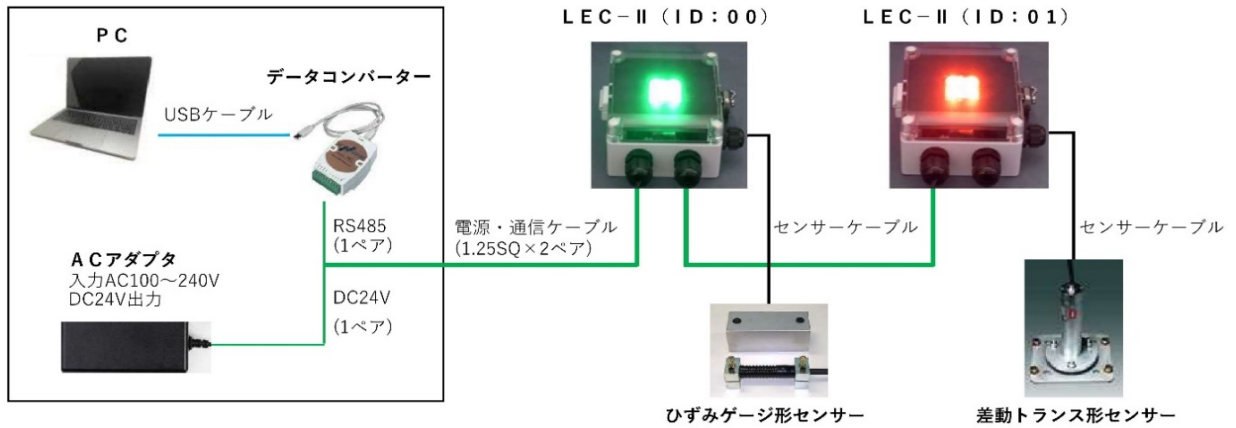 ＬＥＣ－Ⅱ（ＩＤ：００）
ＬＥＣ－Ⅱ（ＩＤ：０１）
ＰＣ
データコンバーター
USBケーブル
RS485
(1ペア)
電源・通信ケーブル
(1.25SQ×2ペア)
センサーケーブル
センサーケーブル
ＡＣアダプタ
入力AC100～240V
DC24V出力
DC24V
(1ペア)
ひずみゲージ形センサー
差動トランス形センサー